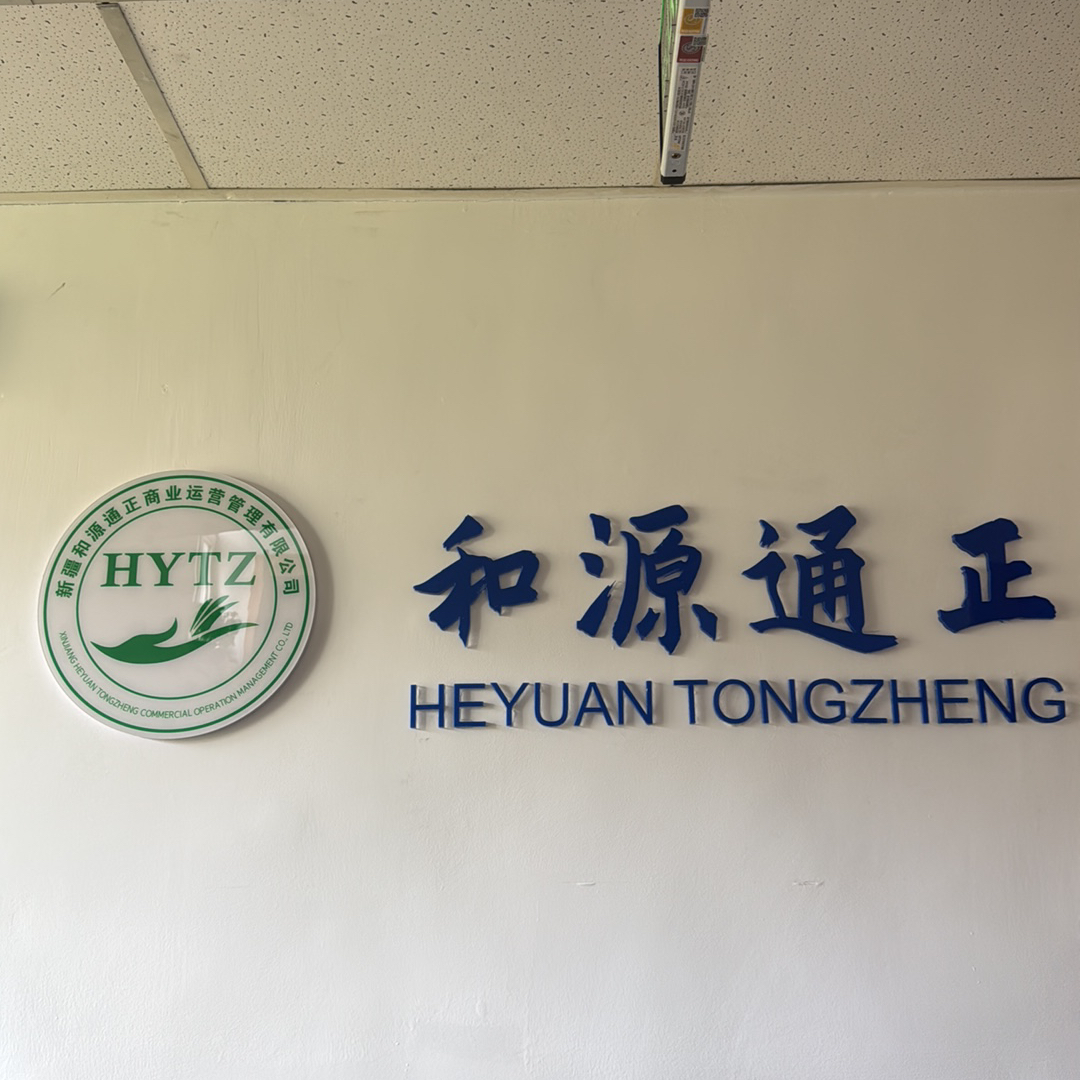 新疆和源通正商业运营管理有限公司
HYTZ
XINJIANG HEYUAN TONGZHENG COMMERCIAL OPERATION MANAGEMENT CO., LTD
和源通正
HEYUAN TONGZHENG